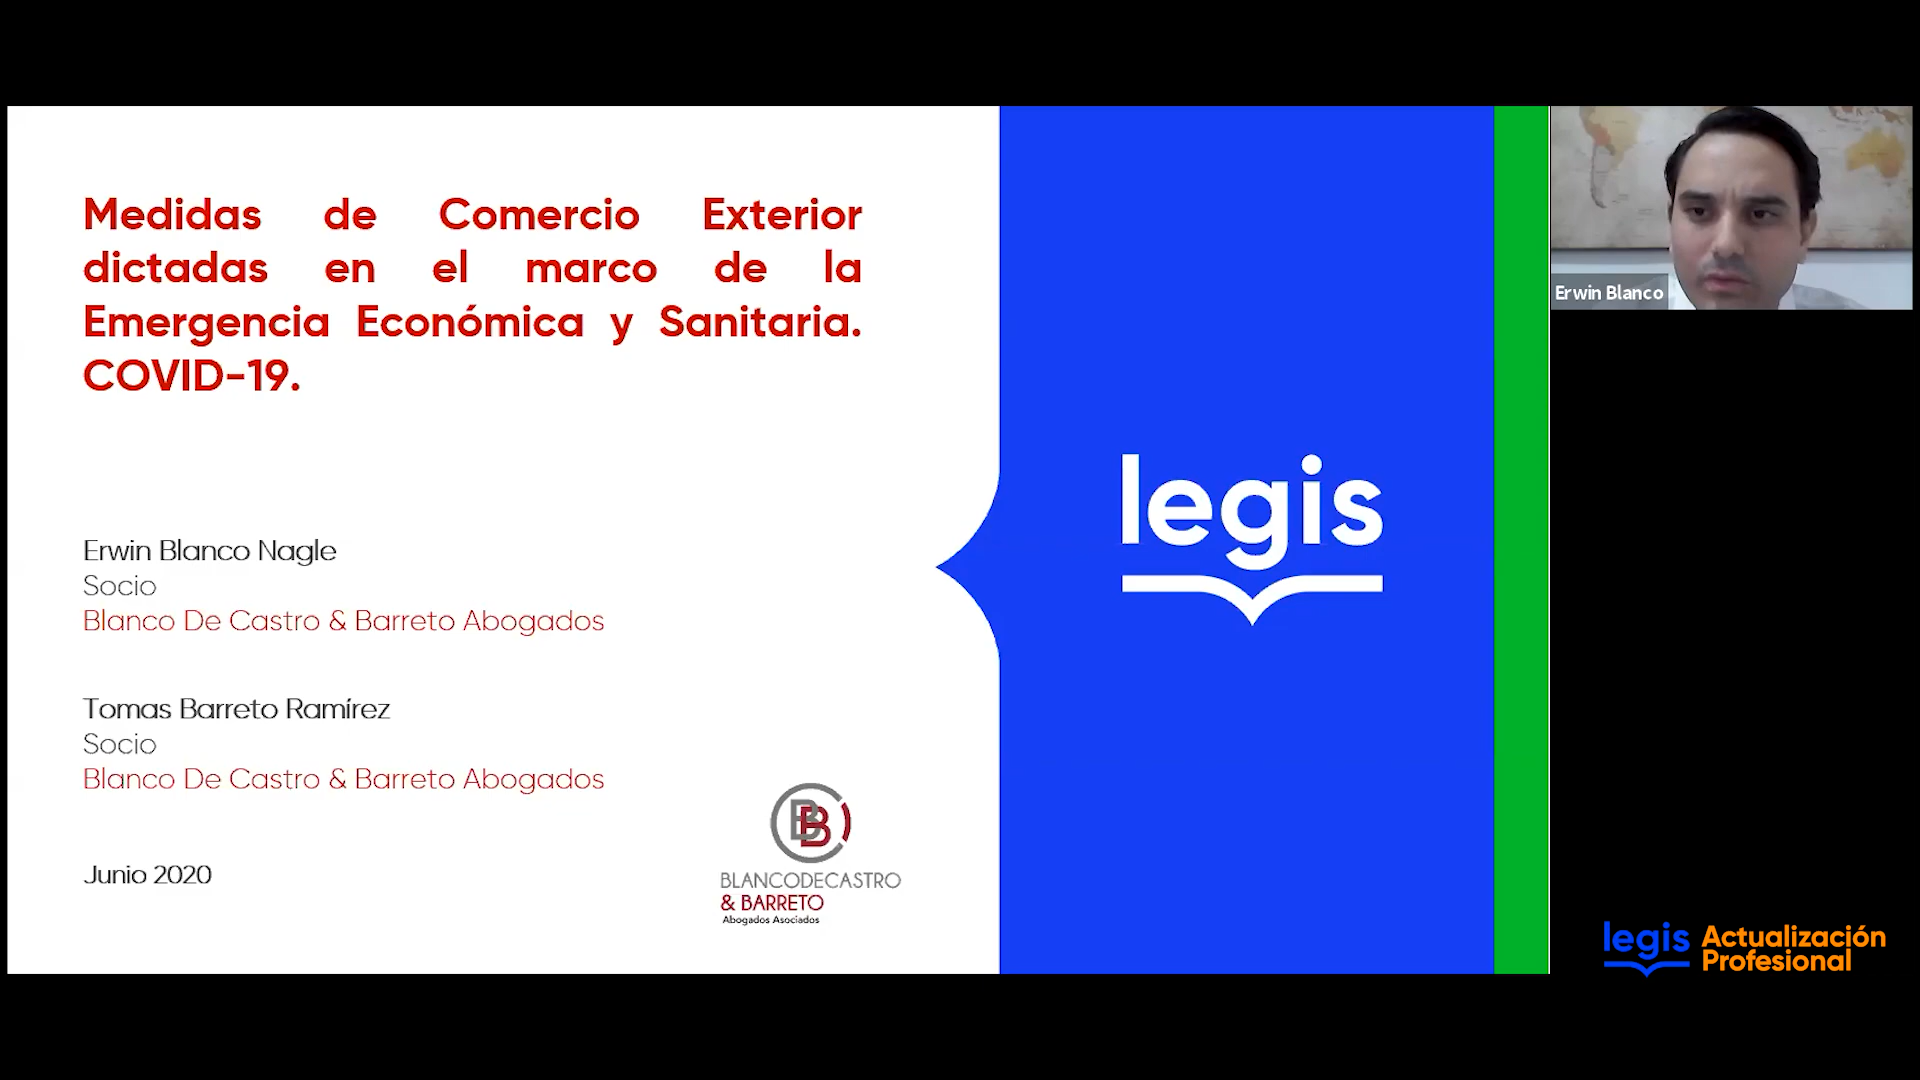 Medidas de Comercio Exterior
dictadas en el marco de la
Emergencia Económica y Sanitaria.
COVID-19.
Erwin Blanco Nagle
Socio
Blanco De Castro & Barreto Abogados
Tomas Barreto Ramírez
Socio
Blanco De Castro & Barreto Abogados
Junio 2020
BB
BLANCODECASTRO
& BARRETO
Abogados Asociados
legis
Erwin Blanco
legis Actualización
Profesional